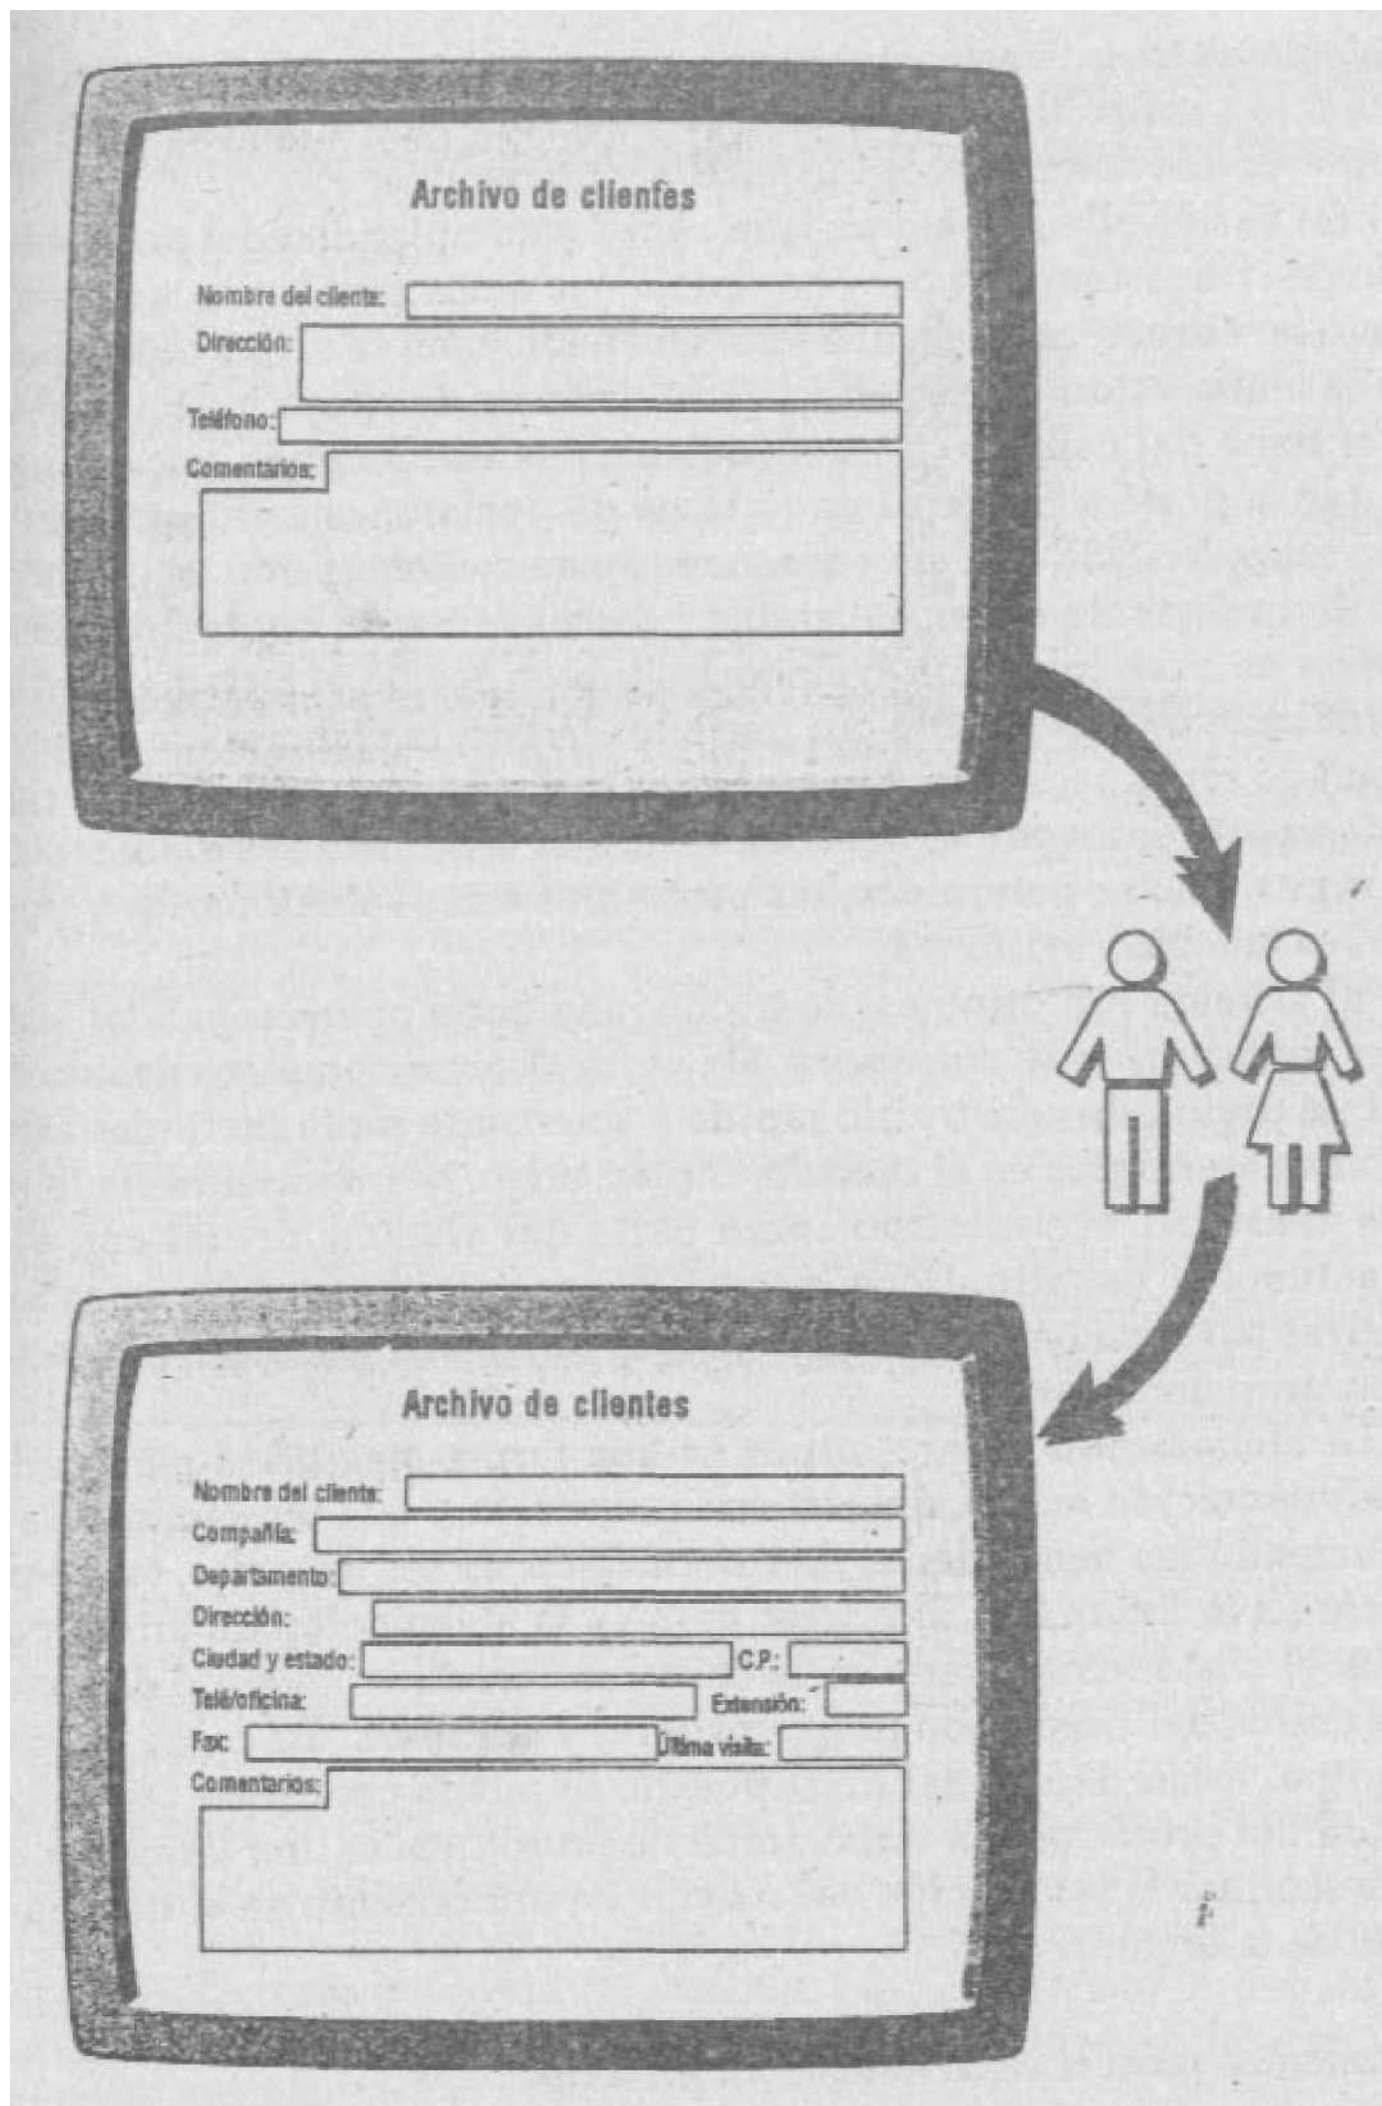 Archivo de clientes
Nombre del cliente:
Dirección:
Teléfono:
Comentarios:
Archivo de clientes
Nombre del cliente:
Compañía:
Departamento:
Dirección:
Ciudad y estado: C.P.:
Telé/oficina: Extensión:
Fax: Última visita:
Comentarios: